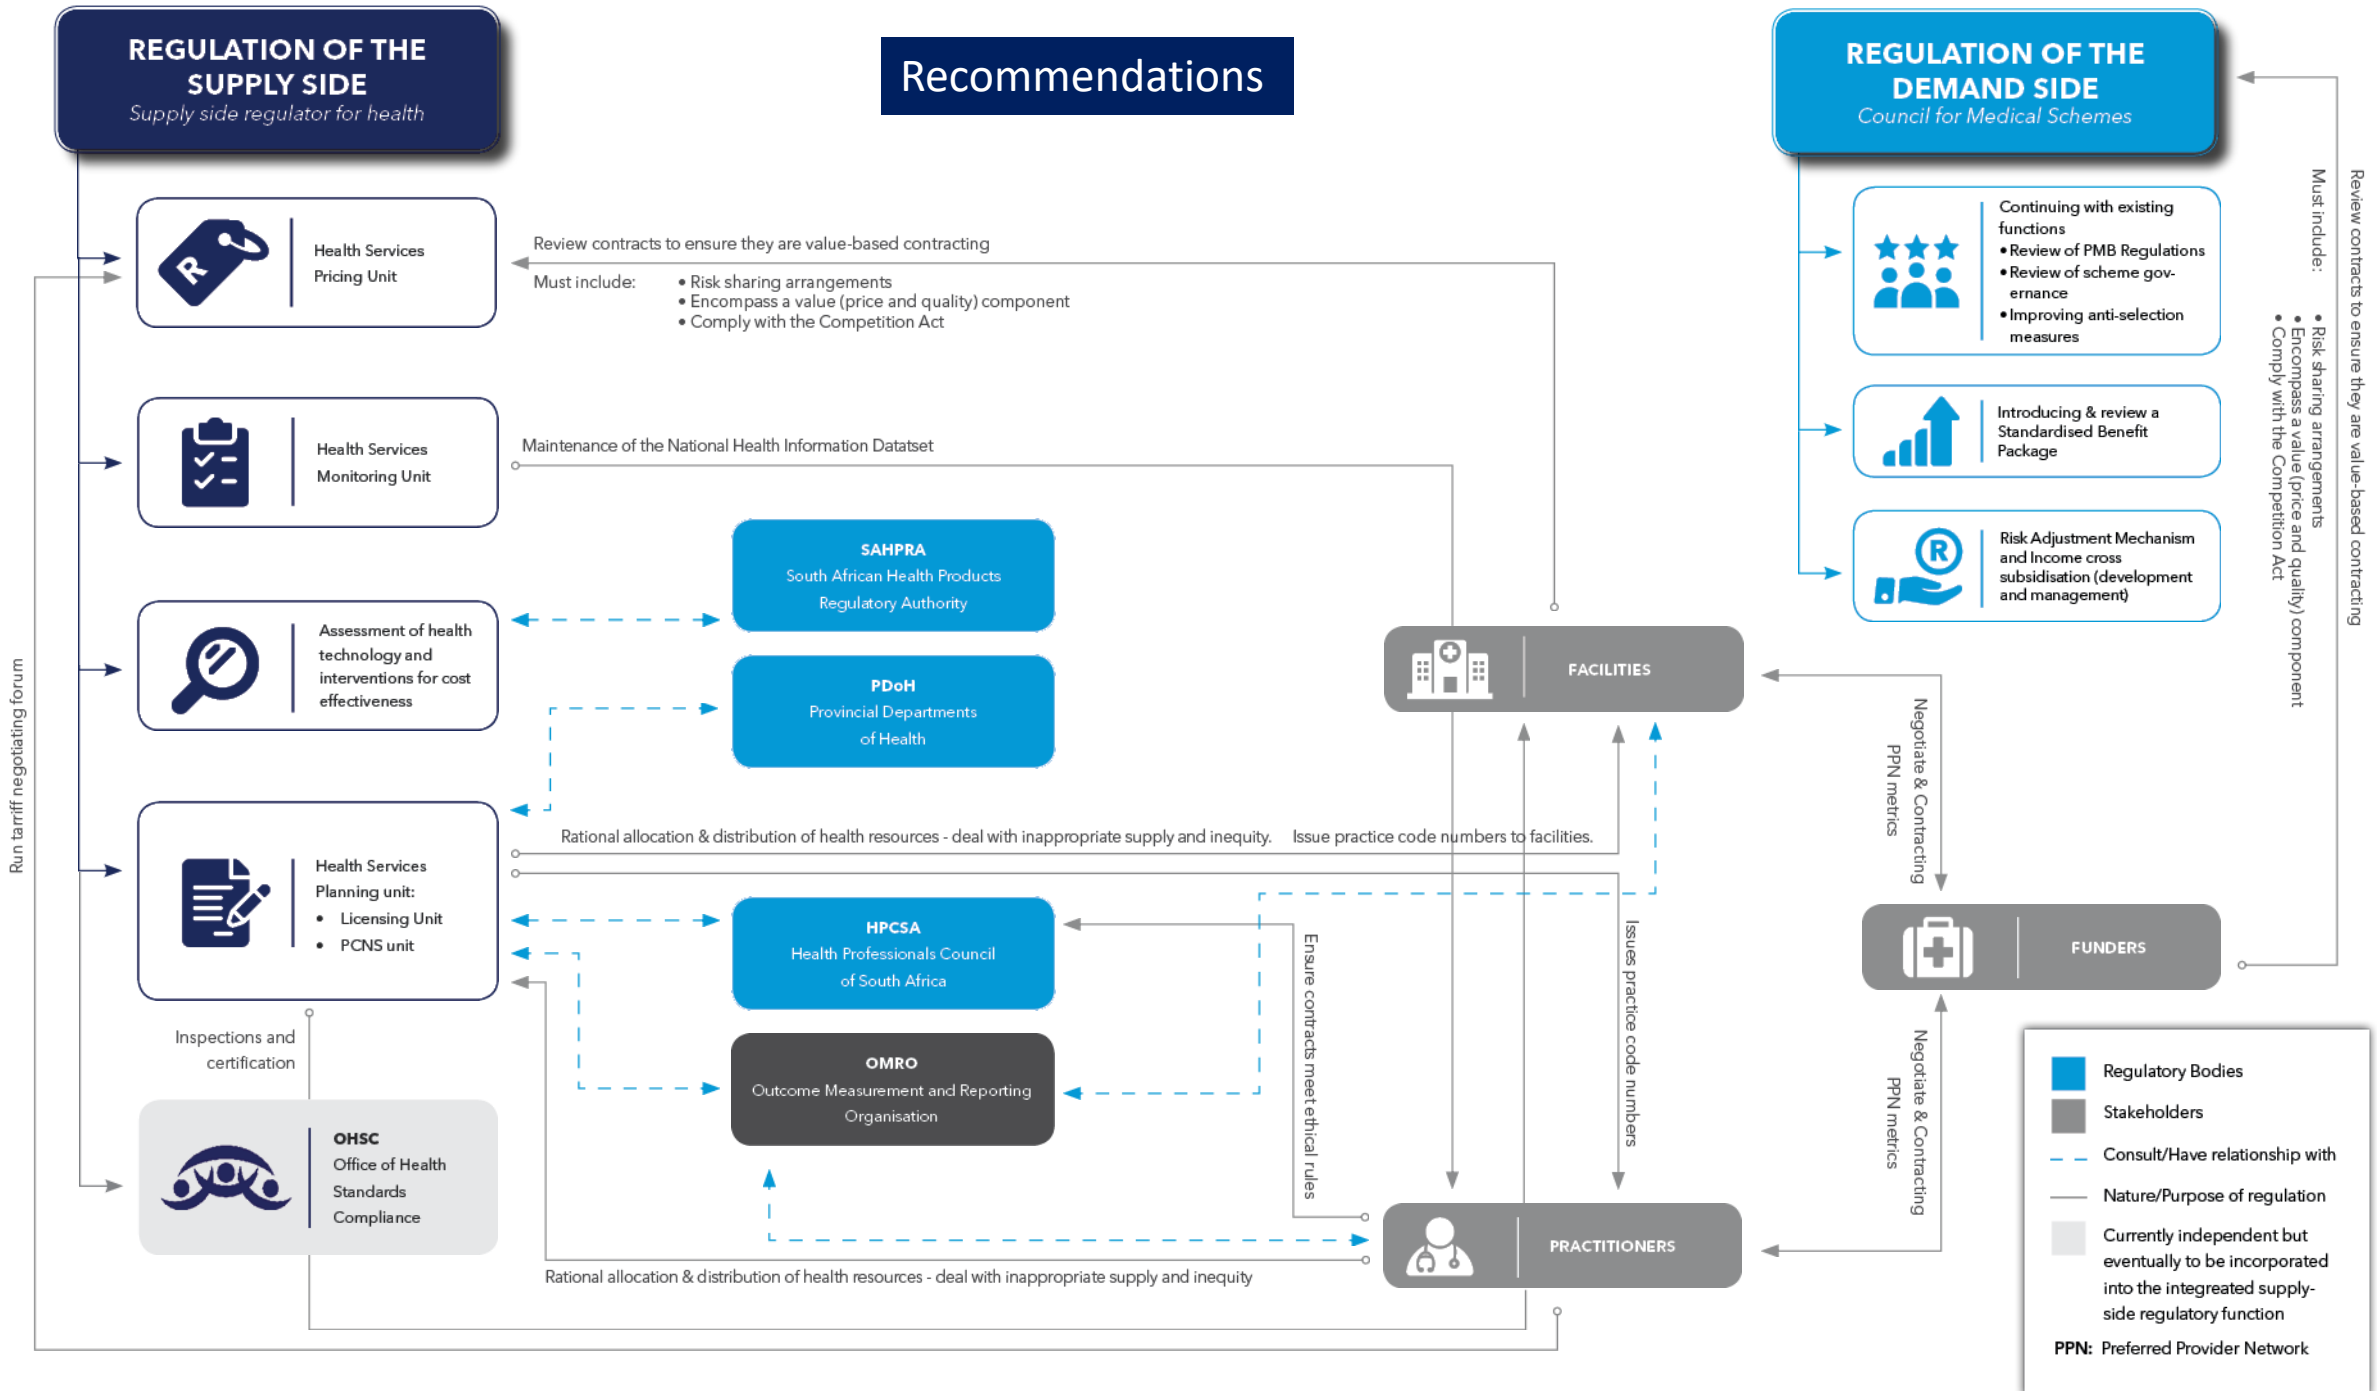 REGULATION OF THE
SUPPLY SIDE
Supply side regulator for health
Recommendations
REGULATION OF THE
DEMAND SIDE
Council for Medical Schemes
Health Services
Pricing Unit
Review contracts to ensure they are value-based contracting
Must include:
• Risk sharing arrangements
• Encompass a value (price and quality) component
• Comply with the Competition Act
Continuing with existing
functions
• Review of PMB Regulations
• Review of scheme gov-
ernance
• Improving anti-selection
measures
Review contracts to ensure they are value-based contracting
Must include:
• Risk sharing arrangements
• Encompass a value (price and quality) component
• Comply with the Competition Act
Health Services
Monitoring Unit
Maintenance of the National Health Information Datatset
Introducing & review a
Standardised Benefit
Package
Risk Adjustment Mechanism
and Income cross
subsidisation (development
and management)
R
R
SAHPRA
South African Health Products
Regulatory Authority
Assessment of health
technology and
interventions for cost
effectiveness
PDoH
Provincial Departments
of Health
FACILITIES
Run tarriff negotiating forum
Negotiate & Contracting
PPN metrics
Rational allocation & distribution of health resources - deal with inappropriate supply and inequity.
Issue practice code numbers to facilities.
Health Services
Planning unit:
• Licensing Unit
• PCNS unit
HPCSA
Health Professionals Council
of South Africa
Ensure contracts meet ethical rules
Issues practice code numbers
FUNDERS
Inspections and
certification
OMRO
Outcome Measurement and Reporting
Organisation
Negotiate & Contracting
PPN metrics
OHSC
Office of Health
Standards
Compliance
PRACTITIONERS
Rational allocation & distribution of health resources - deal with inappropriate supply and inequity
Regulatory Bodies
Stakeholders
Consult/Have relationship with
Nature/Purpose of regulation
Currently independent but
eventually to be incorporated
into the integreated supply-
side regulatory function
PPN: Preferred Provider Network